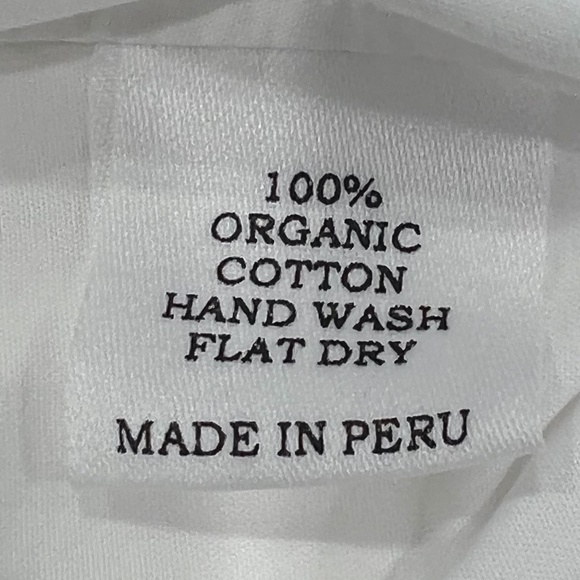 100%
ORGANIC
COTTON
HAND WASH
FLAT DRY
MADE IN PERU